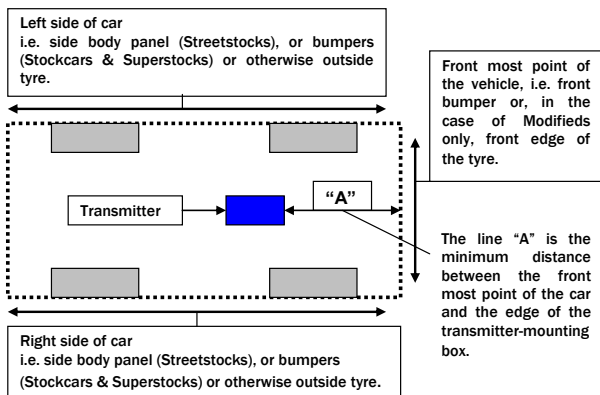 Left side of car
i.e. side body panel (Streetstocks), or bumpers
(Stockcars & Superstocks) or otherwise outside
tyre.
Front most point of
the vehicle, i.e. front
bumper or, in the
case of Modifieds
only, front edge of
the tyre.
Transmitter
"A"
The line "A" is the
minimum distance
between the front
most point of the car
and the edge of the
transmitter-mounting
box.
Right side of car
i.e. side body panel (Streetstocks), or bumpers
(Stockcars & Superstocks) or otherwise outside tyre.